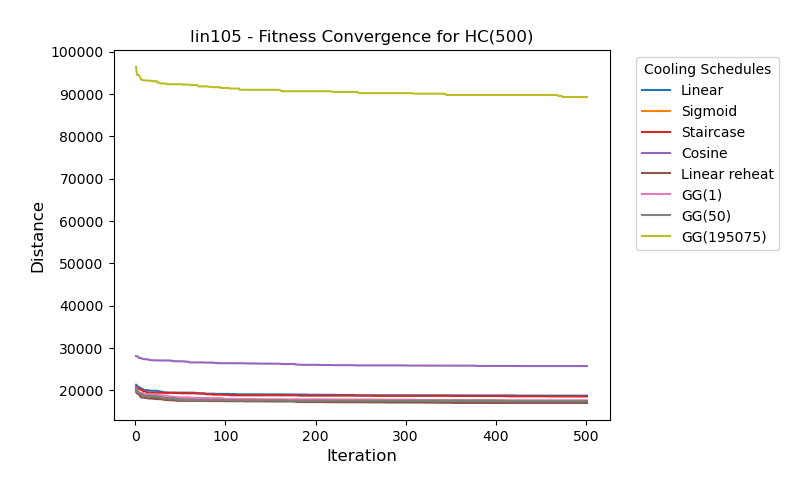 lin105 - Fitness Convergence for HC(500)
Distance
100000
90000
80000
70000
60000
50000
40000
30000
20000
0
100
200
300
400
500
Iteration
Cooling Schedules
Linear
Sigmoid
Staircase
Cosine
Linear reheat
GG(1)
GG(50)
GG(195075)